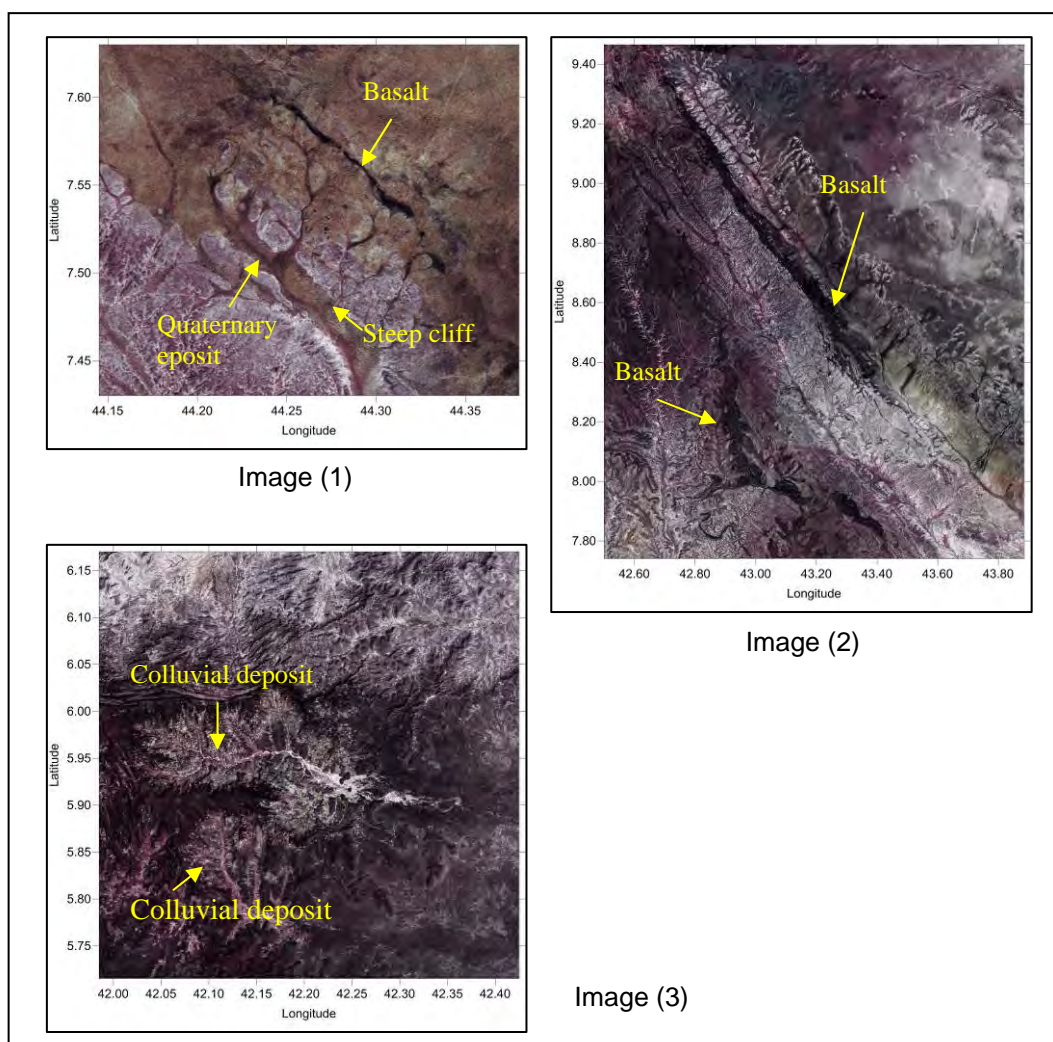 Basalt
Quaternary
eposit
Steep cliff
7.60
7.55
7.50
7.45
Latitude
44.15 44.20 44.25 44.30 44.35
Longitude
Image (1)
Basalt
Basalt
9.40
9.20
9.00
8.80
8.60
8.40
8.20
8.00
7.80
Latitude
42.60 42.80 43.00 43.20 43.40 43.60 43.80
Longitude
Image (2)
Colluvial deposit
Colluvial deposit
6.15
6.10
6.05
6.00
5.95
5.90
5.85
5.80
5.75
Latitude
42.00 42.05 42.10 42.15 42.20 42.25 42.30 42.35 42.40
Longitude
Image (3)